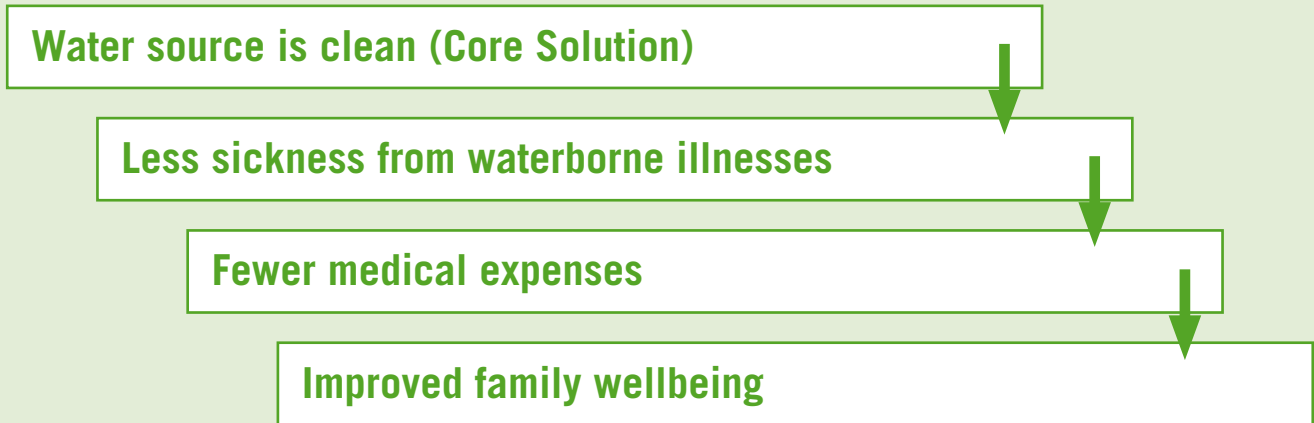 Water source is clean (Core Solution)
Less sickness from waterborne illnesses
Fewer medical expenses
Improved family wellbeing